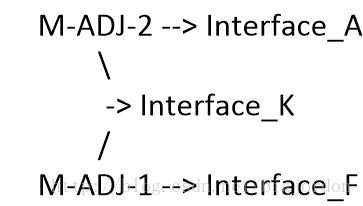 M-ADJ-2 --> Interface_A
\
-> Interface_K
/
M-ADJ-1 --> Interface_F